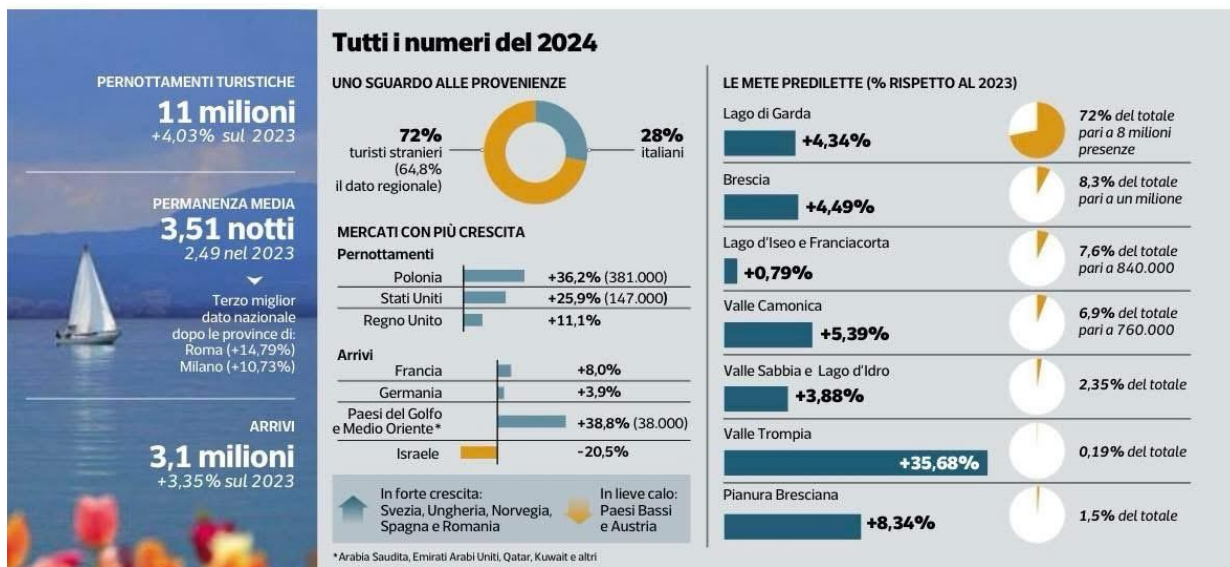 Tutti i numeri del 2024
PERNOTTAMENTI TURISTICHE
11 milioni
+4,03% sul 2023
PERMANENZA MEDIA
3,51 notti
2,49 nel 2023
Terzo miglior
dato nazionale
dopo le province di:
Roma (+14,79%)
Milano (+10,73%)
ARRIVI
3,1 milioni
+3,35% sul 2023
UNO SGUARDO ALLE PROVENIENZE
72%
turisti stranieri
(64,8%
il dato regionale)
28%
italiani
MERCATI CON PIÙ CRESCITA
Pernottamenti
Polonia +36,2% (381.000)
Stati Uniti +25,9% (147.000)
Regno Unito +11,1%
Arrivi
Francia +8,0%
Germania +3,9%
Paesi del Golfo
e Medio Oriente* +38,8% (38.000)
Israele -20,5%
In forte crescita:
Svezia, Ungheria, Norvegia,
Spagna e Romania
In lieve calo:
Paesi Bassi
e Austria
*Arabia Saudita, Emirati Arabi Uniti, Qatar, Kuwait e altri
LE METE PREDILETTE (% RISPETTO AL 2023)
Lago di Garda
+4,34%
72% del totale
pari a 8 milioni
presenze
Brescia
+4,49%
8,3% del totale
pari a un milione
Lago d'Iseo e Franciacorta
+0,79%
7,6% del totale
pari a 840.000
Valle Camonica
+5,39%
6,9% del totale
pari a 760.000
Valle Sabbia e Lago d'Idro
+3,88%
2,35% del totale
Valle Trompia
+35,68%
0,19% del totale
Pianura Bresciana
+8,34%
1,5% del totale